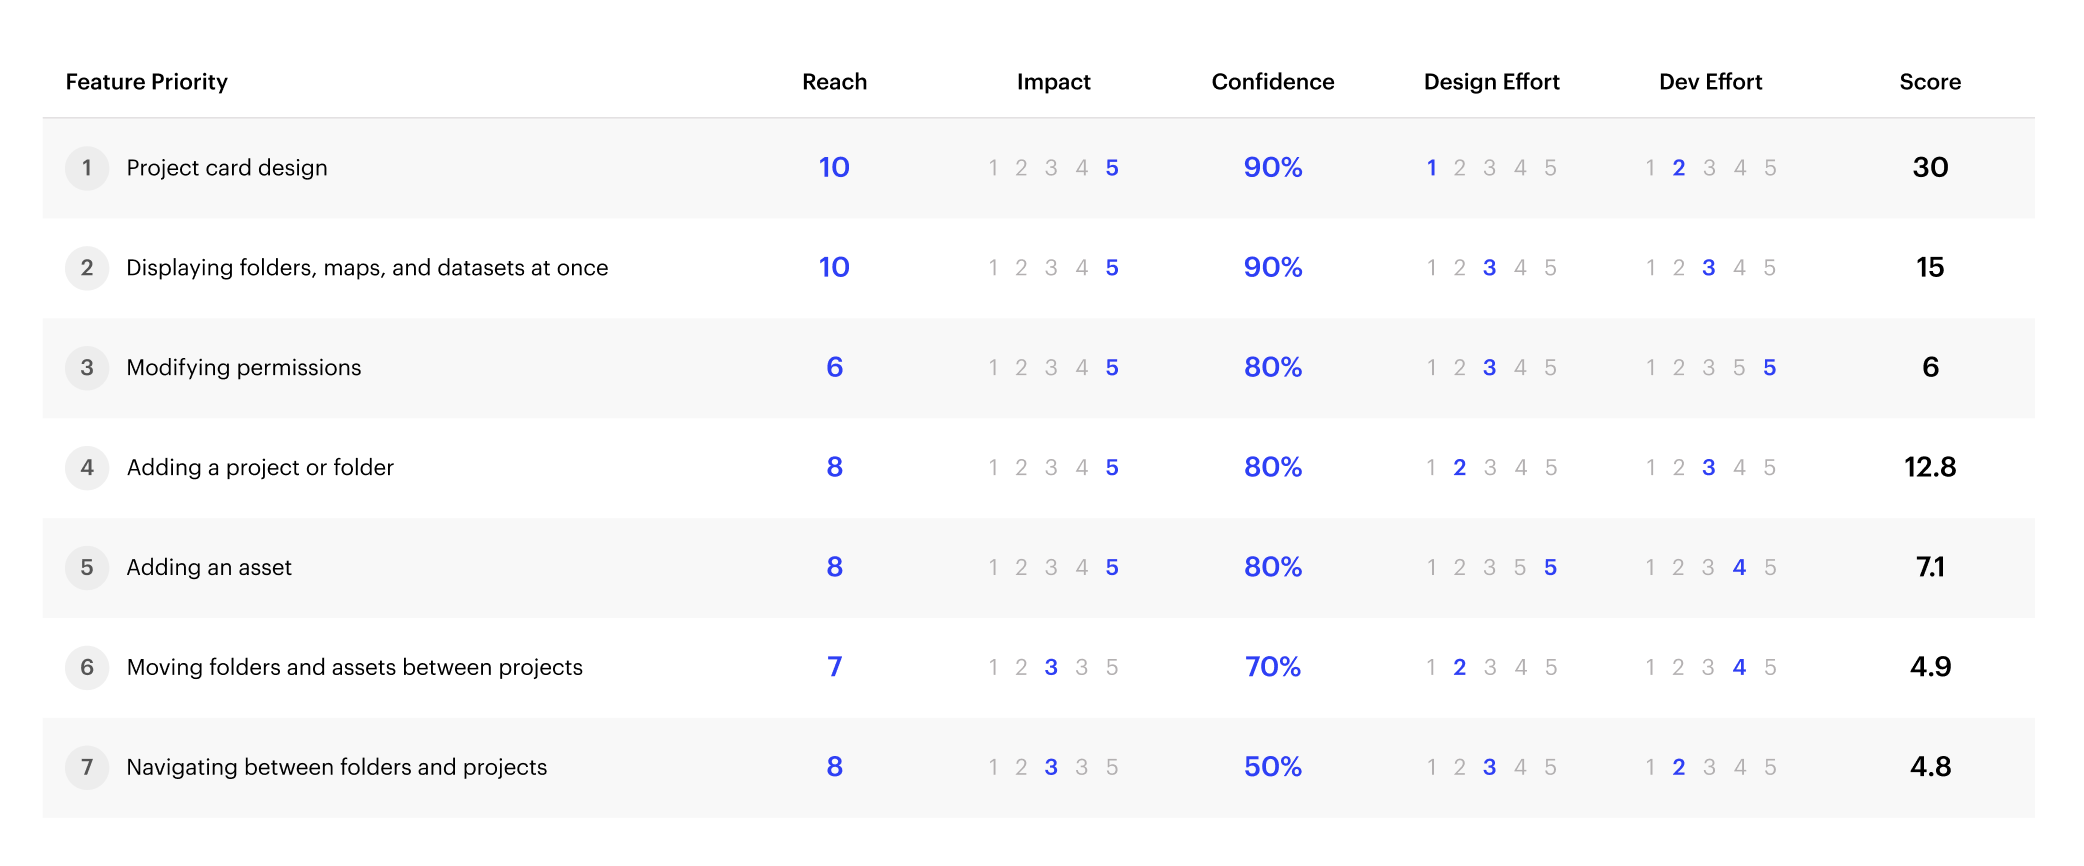 Feature Priority Reach Impact Confidence Design Effort Dev Effort Score
1 Project card design 10 1 2 3 4 5 90% 1 2 3 4 5 1 2 3 4 5 30
2 Displaying folders, maps, and datasets at once 10 1 2 3 4 5 90% 1 2 3 4 5 1 2 3 4 5 15
3 Modifying permissions 6 1 2 3 4 5 80% 1 2 3 4 5 1 2 3 5 5 6
4 Adding a project or folder 8 1 2 3 4 5 80% 1 2 3 4 5 1 2 3 4 5 12.8
5 Adding an asset 8 1 2 3 4 5 80% 1 2 3 5 5 1 2 3 4 5 7.1
6 Moving folders and assets between projects 7 1 2 3 3 5 70% 1 2 3 4 5 1 2 3 4 5 4.9
7 Navigating between folders and projects 8 1 2 3 3 5 50% 1 2 3 4 5 1 2 3 4 5 4.8